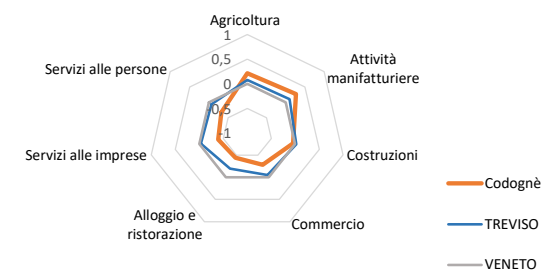 Agricoltura
1
0,5
0
-0,5
-1
Attività
manifatturiere
Costruzioni
Commercio
Alloggio e
ristorazione
Servizi alle imprese
Servizi alle persone
Codognè
TREVISO
VENETO